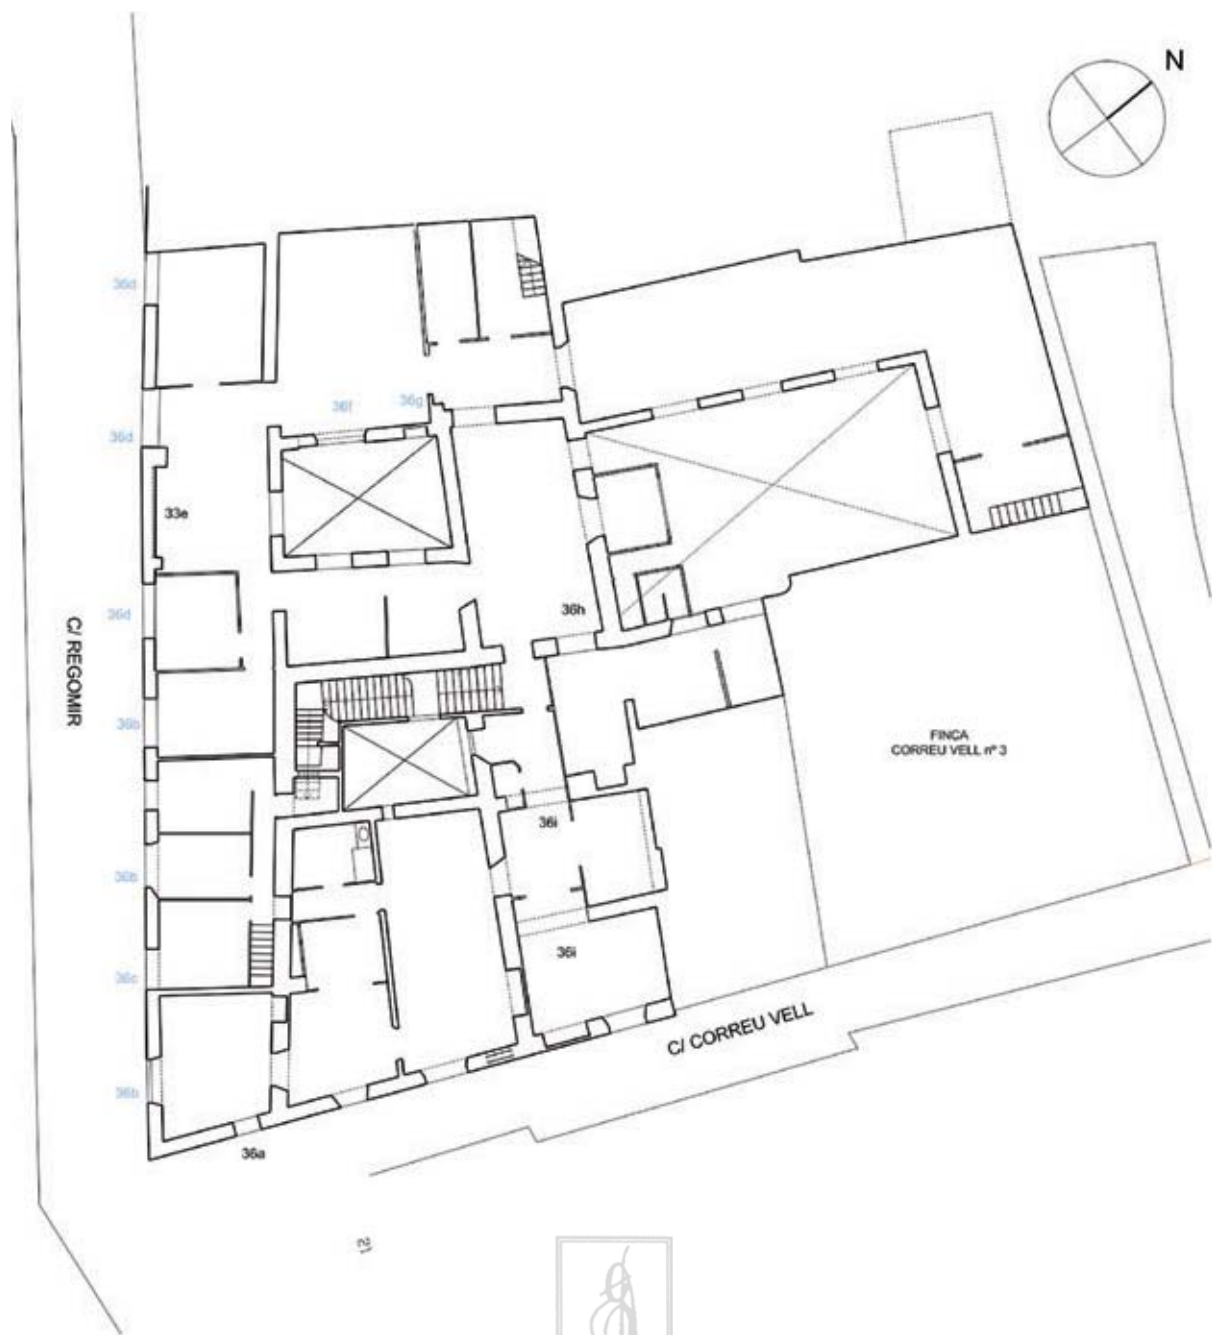 N
36d
36f
36g
36d
33e
36h
36d
C/ REGOMIR
36b
FINCA
CORREU VELL nº 3
36i
36b
36i
36c
C/ CORREU VELL
36b
36a
21